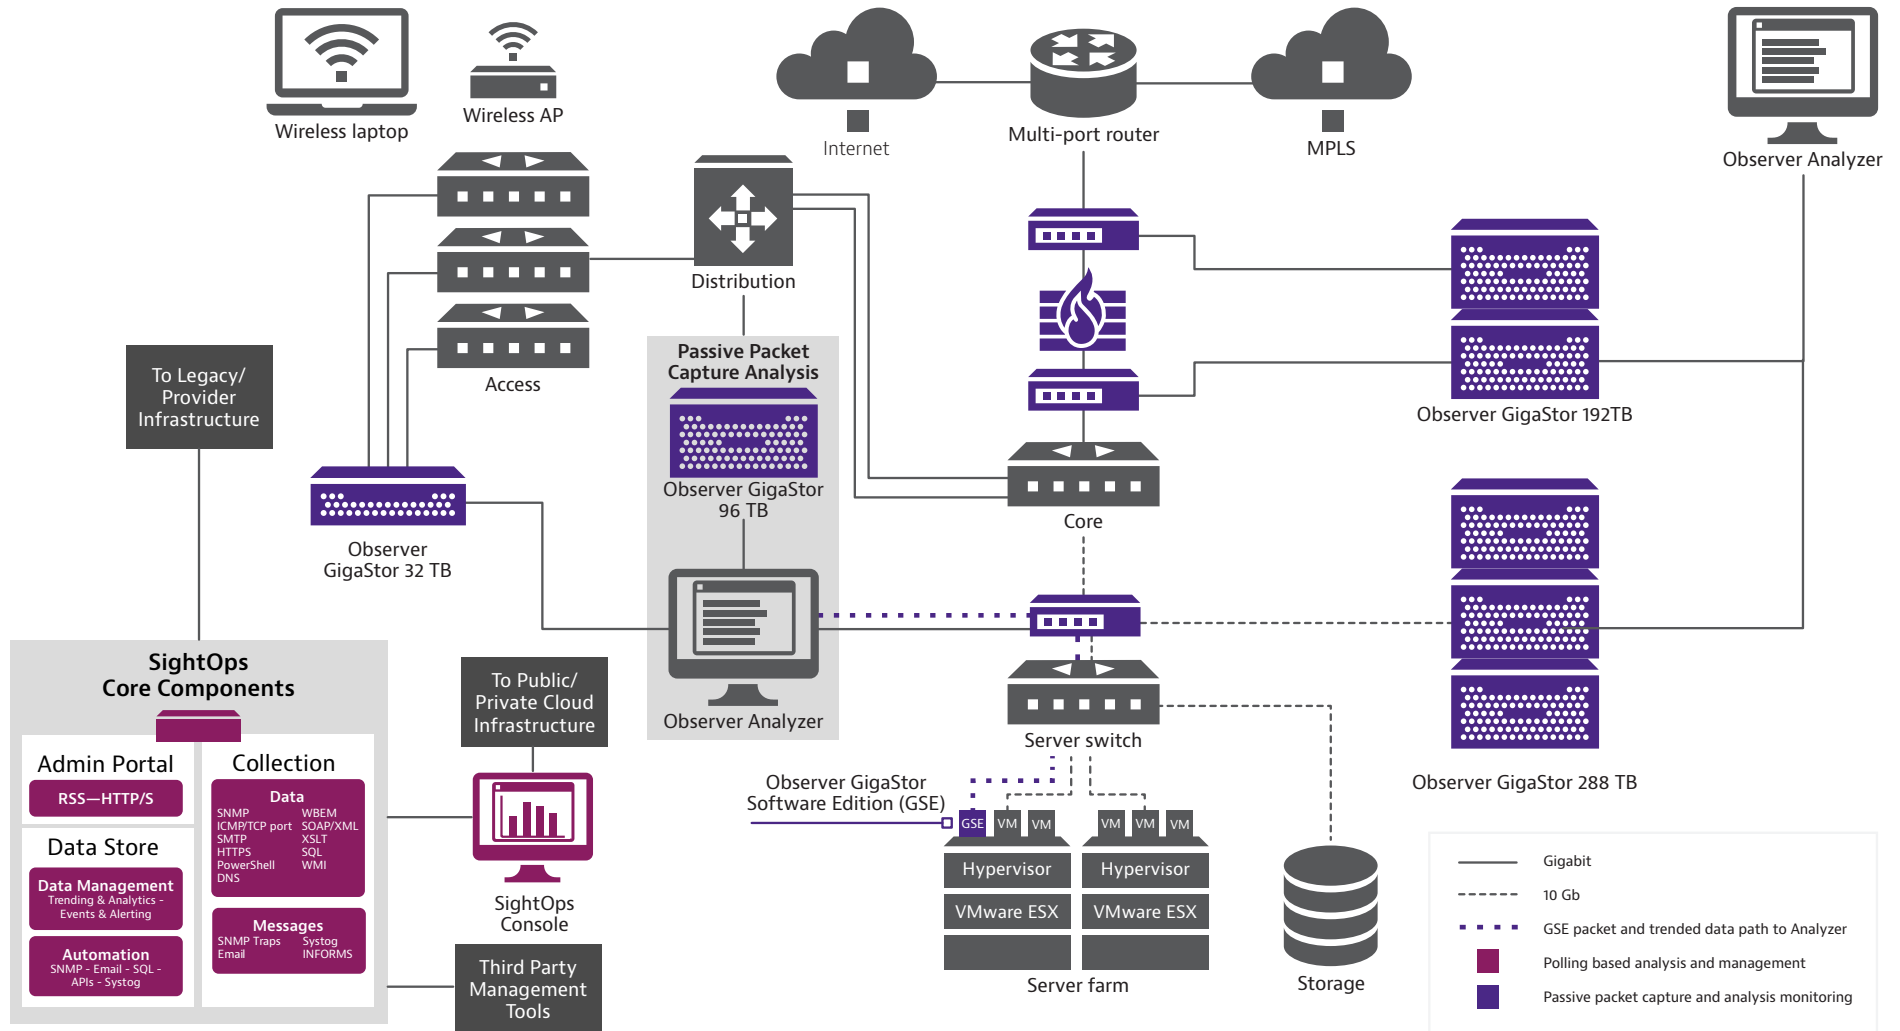 Wireless laptop
Wireless AP
Internet
Multi-port router
MPLS
Observer Analyzer
Access
Distribution
Passive Packet
Capture Analysis
Observer GigaStor
96 TB
Observer Analyzer
To Legacy/
Provider
Infrastructure
Observer
GigaStor 32 TB
Core
Observer GigaStor 192TB
Observer GigaStor 288 TB
SightOps
Core Components
Admin Portal
RSS—HTTP/S
Data Store
Data Management
Trending & Analytics -
Events & Alerting
Automation
SNMP - Email - SQL -
APIs - Systog
Collection
Data
SNMP WBEM
ICMP/TCP port SOAP/XML
SMTP XSLT
HTTPS SQL
PowerShell WMI
DNS
Messages
SNMP Traps Systog
Email INFORMS
To Public/
Private Cloud
Infrastructure
SightOps
Console
Third Party
Management
Tools
Server switch
Observer GigaStor
Software Edition (GSE)
GSE VM VM
VM VM VM
Hypervisor
Hypervisor
VMware ESX
VMware ESX
Server farm
Storage
Gigabit
10 Gb
GSE packet and trended data path to Analyzer
Polling based analysis and management
Passive packet capture and analysis monitoring